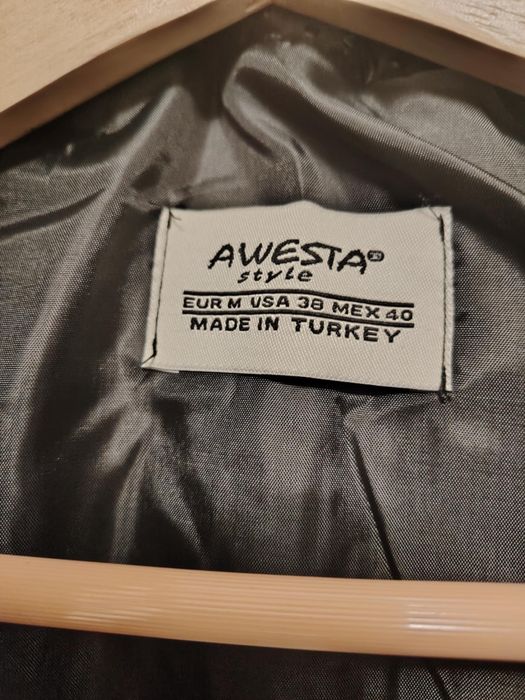 AWESTA®
style
EUR M USA 38 MEX 40
MADE IN TURKEY